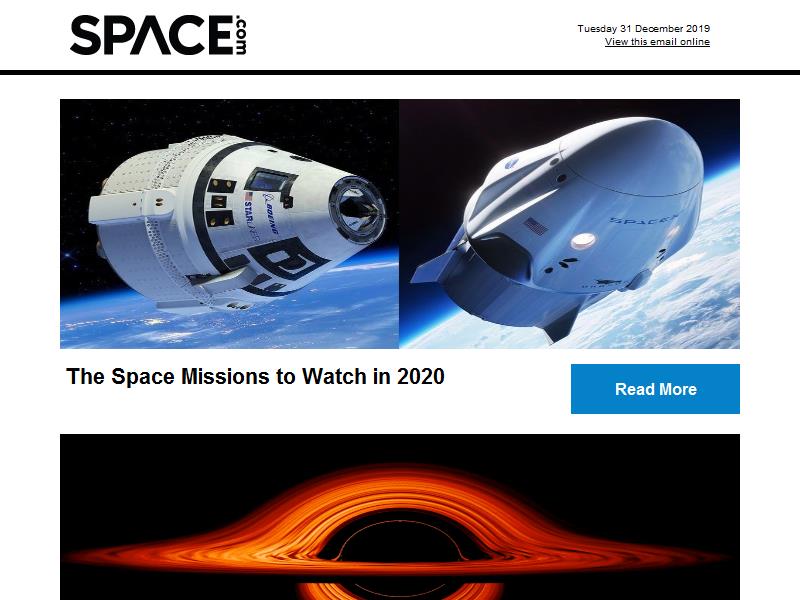 SPACE.com
Tuesday 31 December 2019
View this email online
BOEING
SPACEX
The Space Missions to Watch in 2020
Read More